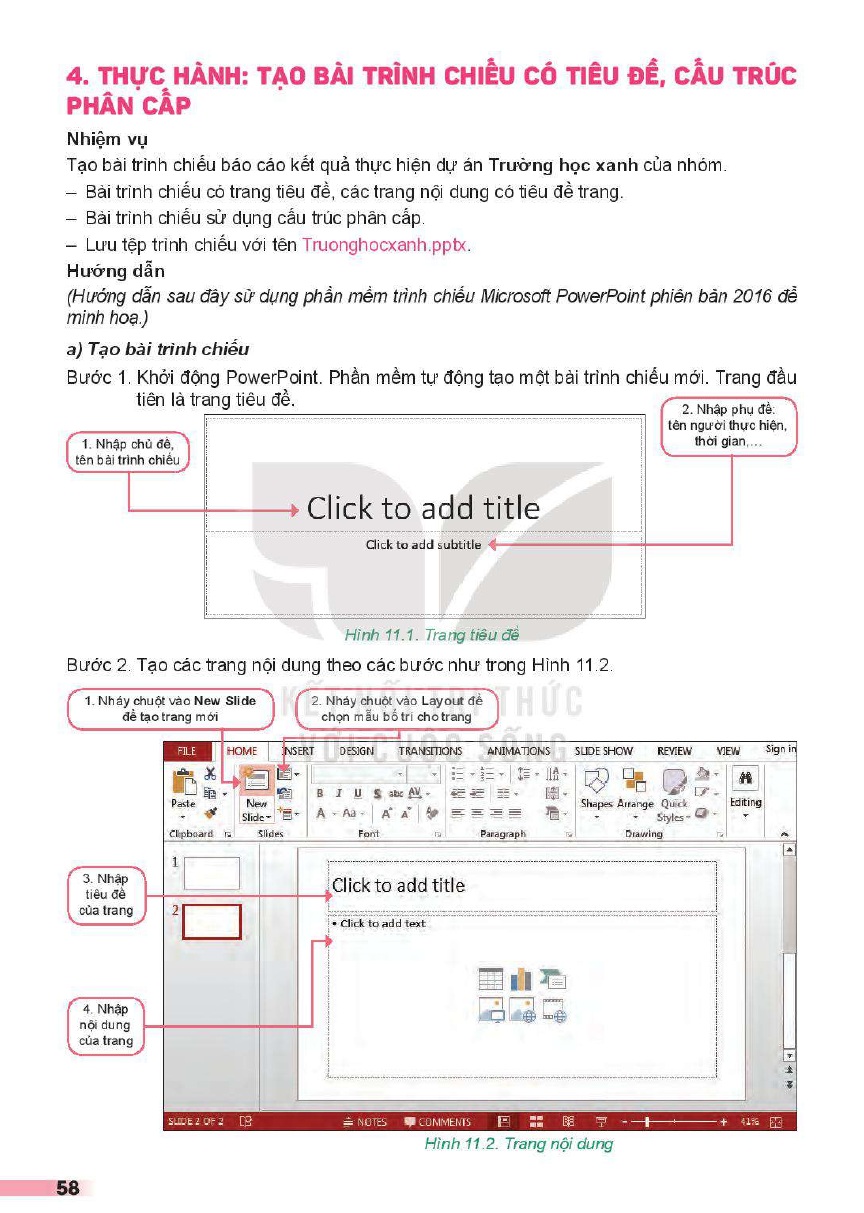 4. THỰC HÀNH: TẠO BÀI TRÌNH CHIẾU CÓ TIÊU ĐỀ, CẤU TRÚC
PHÂN CẤP
Nhiệm vụ
Tạo bài trình chiếu báo cáo kết quả thực hiện dự án Trường học xanh của nhóm.
– Bài trình chiếu có trang tiêu đề, các trang nội dung có tiêu đề trang.
– Bài trình chiếu sử dụng cấu trúc phân cấp.
– Lưu tệp trình chiếu với tên Truonghocxanh.pptx.
Hướng dẫn
(Hướng dẫn sau đây sử dụng phần mềm trình chiếu Microsoft PowerPoint phiên bản 2016 để
minh hoạ.)
a) Tạo bài trình chiếu
Bước 1. Khởi động PowerPoint. Phần mềm tự động tạo một bài trình chiếu mới. Trang đầu
tiên là trang tiêu đề.
1. Nhập chủ đề,
tên bài trình chiếu
2. Nhập phụ đề:
tên người thực hiện,
thời gian,...
Click to add title
Click to add subtitle
Hình 11.1. Trang tiêu đề
Bước 2. Tạo các trang nội dung theo các bước như trong Hình 11.2.
KẾT NỐI TRI THỨC
VỚI CUỘC SỐNG
1. Nháy chuột vào New Slide
để tạo trang mới
2. Nháy chuột vào Layout để
chọn mẫu bố trí cho trang
FILE HOME INSERT DESIGN TRANSITIONS ANIMATIONS SLIDE SHOW REVIEW VIEW Sign in
Paste New Slide B I U S abc AV A Aa A A Shapes Arrange Quick Styles Editing
Clipboard Slides Font Paragraph Drawing
1
2
3. Nhập
tiêu đề
của trang
Click to add title
• Click to add text
4. Nhập
nội dung
của trang
SLIDE 2 OF 2 NOTES COMMENTS 41%
Hình 11.2. Trang nội dung
58